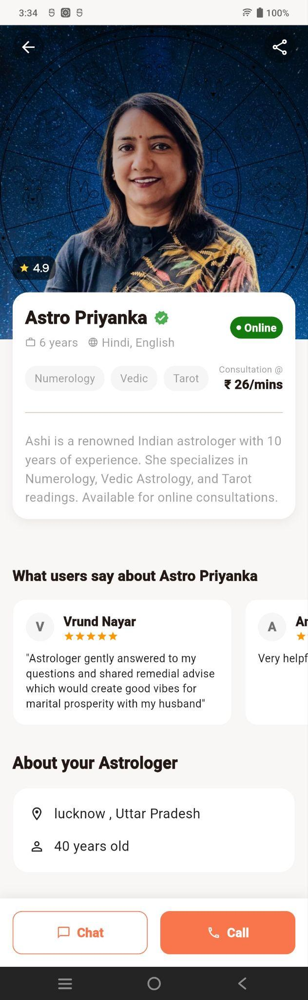 3:34
100%
4.9
Astro Priyanka
Online
6 years Hindi, English
Numerology Vedic Tarot
Consultation @
₹ 26/mins
Ashi is a renowned Indian astrologer with 10
years of experience. She specializes in
Numerology, Vedic Astrology, and Tarot
readings. Available for online consultations.
What users say about Astro Priyanka
V
Vrund Nayar
"Astrologer gently answered to my
questions and shared remedial advise
which would create good vibes for
marital prosperity with my husband"
A
Ar
Very helpf
About your Astrologer
lucknow , Uttar Pradesh
40 years old
Chat
Call